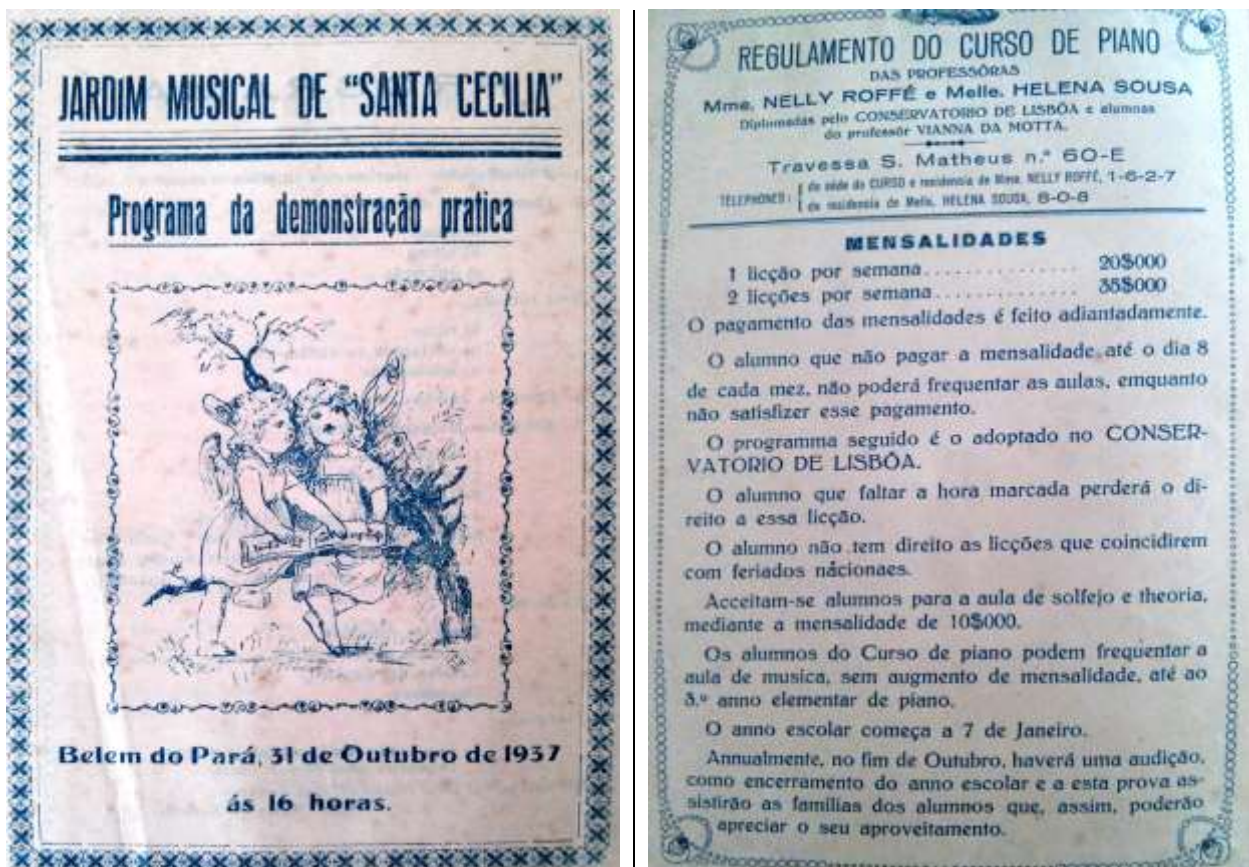 JARDIM MUSICAL DE "SANTA CECILIA"
Programa da demonstração pratica
Belem do Pará, 31 de Outubro de 1937
ás 16 horas.
REGULAMENTO DO CURSO DE PIANO
DAS PROFESSÔRAS
Mme. NELLY ROFFÉ e Melle. HELENA SOUSA
Diplomadas pelo CONSERVATORIO DE LISBÔA e alumnas
do professôr VIANNA DA MOTTA.
Travessa S. Matheus n.º 60-E
TELEPHONES: da séde do CURSO e residencia de Mme. NELLY ROFFÉ, 1-6-2-7
da residencia de Melle. HELENA SOUSA, 8-0-8
MENSALIDADES
1 licção por semana............... 20$000
2 licções por semana.............. 35$000
O pagamento das mensalidades é feito adiantadamente.
O alumno que não pagar a mensalidade, até o dia 8
de cada mez, não poderá frequentar as aulas, emquanto
não satisfizer esse pagamento.
O programma seguido é o adoptado no CONSER-
VATORIO DE LISBÔA.
O alumno que faltar a hora marcada perderá o di-
reito a essa licção.
O alumno não tem direito as licções que coincidirem
com feriados nacionaes.
Acceitam-se alumnos para a aula de solfejo e theoria,
mediante a mensalidade de 10$000.
Os alumnos do Curso de piano podem frequentar a
aula de musica, sem augmento de mensalidade, até ao
3.º anno elementar de piano.
O anno escolar começa a 7 de Janeiro.
Annualmente, no fim de Outubro, haverá uma audição,
como encerramento do anno escolar e a esta prova as-
sistirão as familias dos alumnos que, assim, poderão
apreciar o seu aproveitamento.